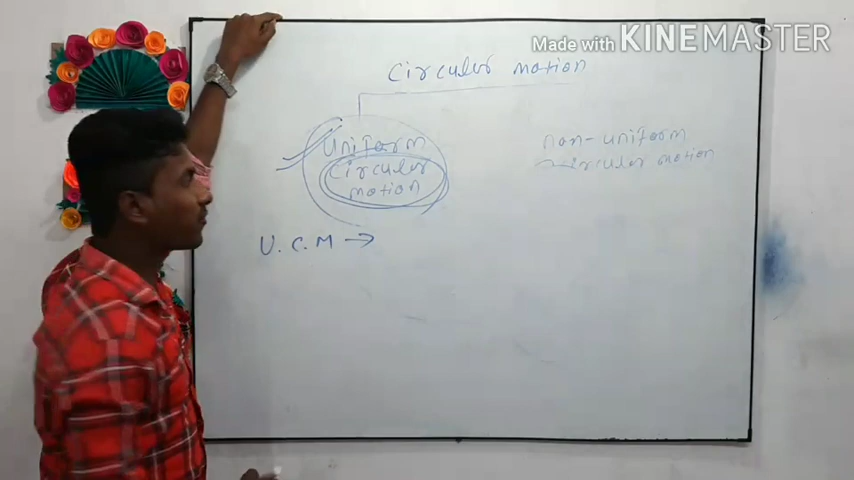 Made with KINEMASTER
Circular motion
Uniform
Circular
motion
non-uniform
circular motion
U.C.M →